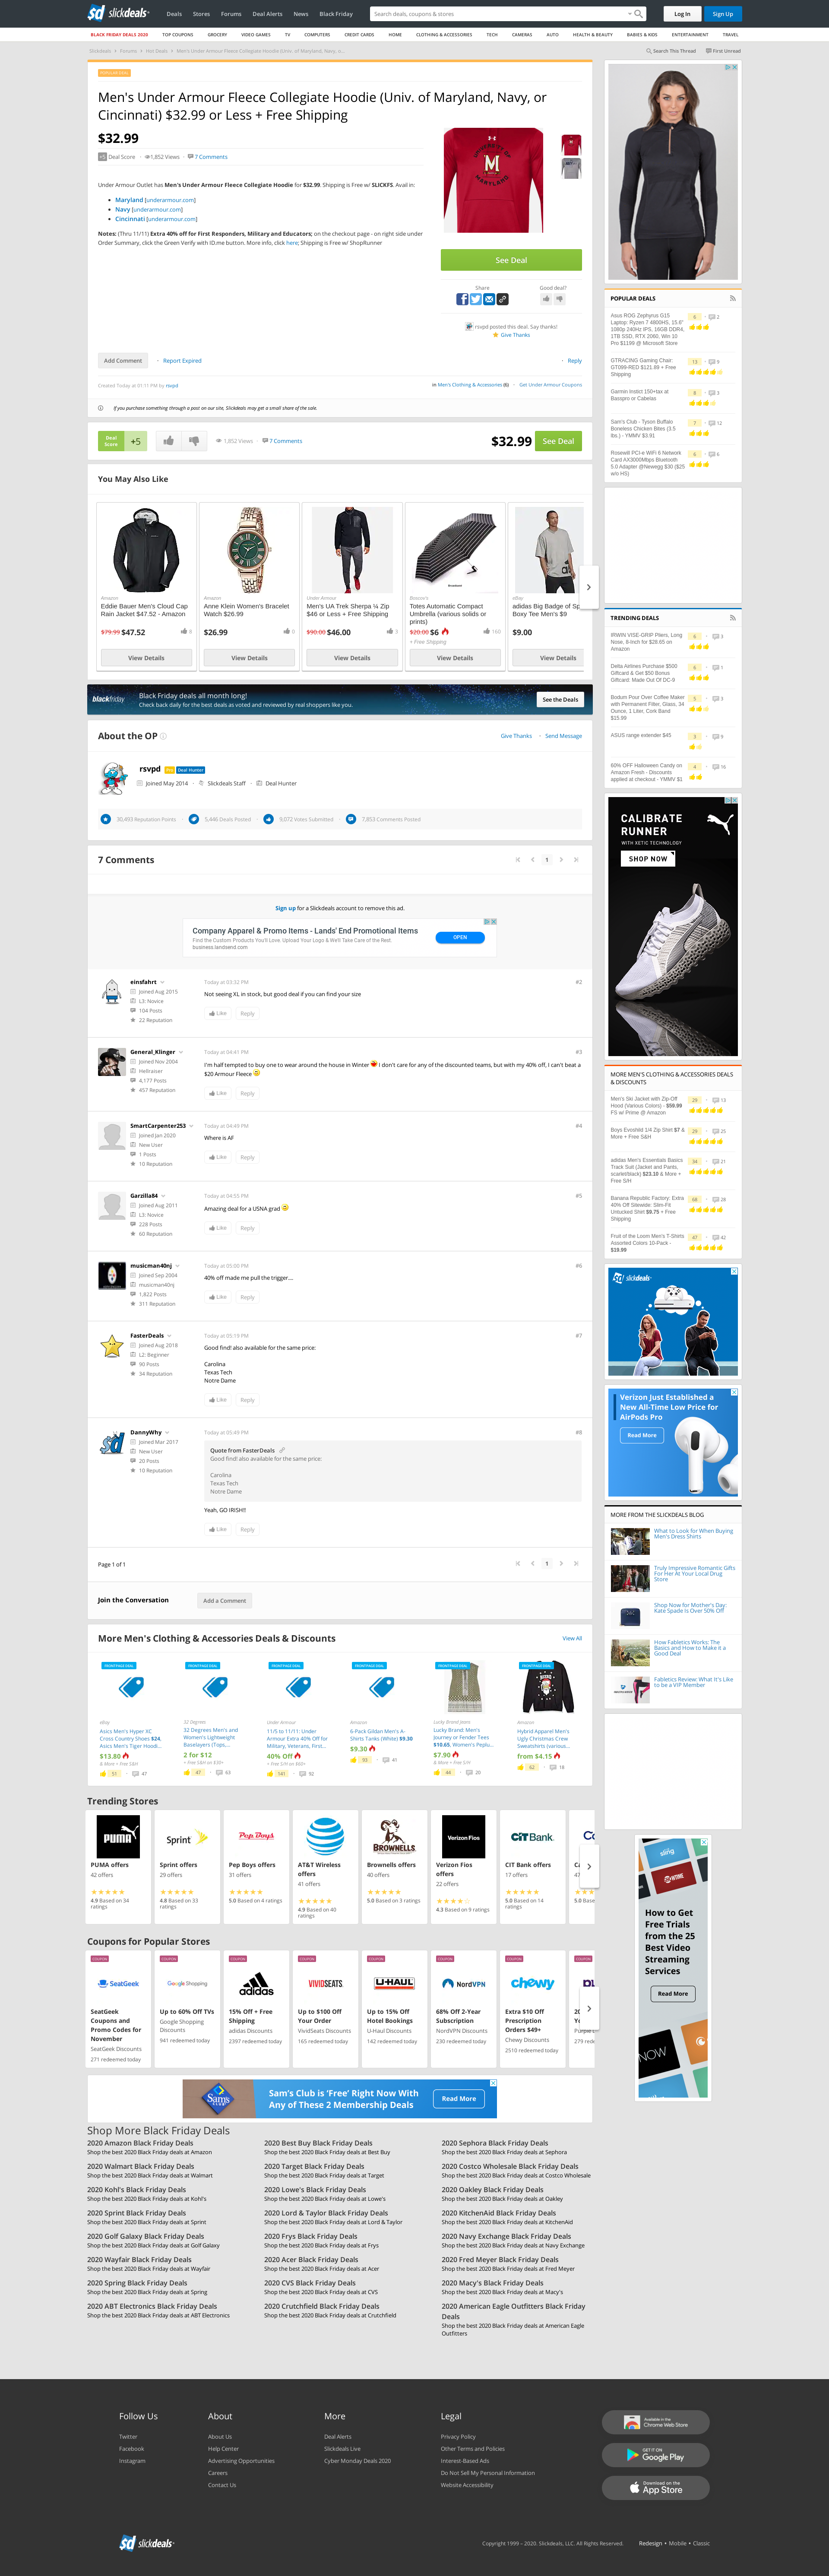 slickdeals
Deals
Stores
Forums
Deal Alerts
News
Black Friday
Search deals, coupons & stores
Log In
Sign Up
BLACK FRIDAY DEALS 2020
TOP COUPONS
GROCERY
VIDEO GAMES
TV
COMPUTERS
CREDIT CARDS
HOME
CLOTHING & ACCESSORIES
TECH
CAMERAS
AUTO
HEALTH & BEAUTY
BABIES & KIDS
ENTERTAINMENT
TRAVEL
Slickdeals > Forums > Hot Deals > Men's Under Armour Fleece Collegiate Hoodie (Univ. of Maryland, Navy, o...
Search This Thread
First Unread
POPULAR DEAL
Men's Under Armour Fleece Collegiate Hoodie (Univ. of Maryland, Navy, or
Cincinnati) $32.99 or Less + Free Shipping
$32.99
+5 Deal Score
1,852 Views
7 Comments
Under Armour Outlet has Men's Under Armour Fleece Collegiate Hoodie for $32.99. Shipping is Free w/ SLICKFS. Avail in:
Maryland [underarmour.com]
Navy [underarmour.com]
Cincinnati [underarmour.com]
Notes: (Thru 11/11) Extra 40% off for First Responders, Military and Educators; on the checkout page - on right side under
Order Summary, click the Green Verify with ID.me button. More info, click here; Shipping is Free w/ ShopRunner
UNIVERSITY OF
MARYLAND
See Deal
Share
Good deal?
rsvpd posted this deal. Say thanks!
Give Thanks
Add Comment
Report Expired
Reply
Created Today at 01:11 PM by rsvpd
in Men's Clothing & Accessories (6)
Get Under Armour Coupons
If you purchase something through a post on our site, Slickdeals may get a small share of the sale.
Deal
Score
+5
1,852 Views
7 Comments
$32.99
See Deal
You May Also Like
Amazon
Eddie Bauer Men's Cloud Cap
Rain Jacket $47.52 - Amazon
$79.99 $47.52
8
View Details
Amazon
Anne Klein Women's Bracelet
Watch $26.99
$26.99
0
View Details
Under Armour
Men's UA Trek Sherpa ¼ Zip
$46 or Less + Free Shipping
$90.00 $46.00
3
View Details
Boscov's
Totes Automatic Compact
Umbrella (various solids or
prints)
$20.00 $6
160
+ Free Shipping
View Details
eBay
adidas Big Badge of Sp
Boxy Tee Men's $9
$9.00
View Details
blackfriday
Black Friday deals all month long!
Check back daily for the best deals as voted and reviewed by real shoppers like you.
See the Deals
About the OP
Give Thanks
Send Message
rsvpd
Pro
Deal Hunter
Joined May 2014
Slickdeals Staff
Deal Hunter
30,493 Reputation Points
5,446 Deals Posted
9,072 Votes Submitted
7,853 Comments Posted
7 Comments
1
Sign up for a Slickdeals account to remove this ad.
Company Apparel & Promo Items - Lands' End Promotional Items
Find the Custom Products You'll Love. Upload Your Logo & We'll Take Care of the Rest.
business.landsend.com
OPEN
einsfahrt
Joined Aug 2015
L3: Novice
104 Posts
22 Reputation
Today at 03:32 PM
#2
Not seeing XL in stock, but good deal if you can find your size
Like
Reply
General_Klinger
Joined Nov 2004
Hellraiser
4,177 Posts
457 Reputation
Today at 04:41 PM
#3
I'm half tempted to buy one to wear around the house in Winter I don't care for any of the discounted teams, but with my 40% off, I can't beat a
$20 Armour Fleece
Like
Reply
SmartCarpenter253
Joined Jan 2020
New User
1 Posts
10 Reputation
Today at 04:49 PM
#4
Where is AF
Like
Reply
Garzilla84
Joined Aug 2011
L3: Novice
228 Posts
60 Reputation
Today at 04:55 PM
#5
Amazing deal for a USNA grad
Like
Reply
musicman40nj
Joined Sep 2004
musicman40nj
1,822 Posts
311 Reputation
Today at 05:00 PM
#6
40% off made me pull the trigger....
Like
Reply
FasterDeals
Joined Aug 2018
L2: Beginner
90 Posts
34 Reputation
Today at 05:19 PM
#7
Good find! also available for the same price:
Carolina
Texas Tech
Notre Dame
Like
Reply
DannyWhy
Joined Mar 2017
New User
20 Posts
10 Reputation
Today at 05:49 PM
#8
Quote from FasterDeals
Good find! also available for the same price:
Carolina
Texas Tech
Notre Dame
Yeah, GO IRISH!!
Like
Reply
Page 1 of 1
1
Join the Conversation
Add a Comment
More Men's Clothing & Accessories Deals & Discounts
View All
FRONTPAGE DEAL
eBay
Asics Men's Hyper XC
Cross Country Shoes $24,
Asics Men's Tiger Hoodi...
$13.80
& More + Free S&H
51
47
FRONTPAGE DEAL
32 Degrees
32 Degrees Men's and
Women's Lightweight
Baselayers (Tops,...
2 for $12
+ Free S&H on $30+
47
63
FRONTPAGE DEAL
Under Armour
11/5 to 11/11: Under
Armour Extra 40% Off for
Military, Veterans, First...
40% Off
+ Free S/H on $60+
141
92
FRONTPAGE DEAL
Amazon
6-Pack Gildan Men's A-
Shirts Tanks (White) $9.30
$9.30
93
41
FRONTPAGE DEAL
Lucky Brand Jeans
Lucky Brand: Men's
Journey or Fender Tees
$10.65, Women's Peplu...
$7.90
& More + Free S/H
44
20
FRONTPAGE DEAL
Amazon
Hybrid Apparel Men's
Ugly Christmas Crew
Sweatshirts (various...
from $4.15
62
18
Trending Stores
PUMA
PUMA offers
42 offers
4.9 Based on 34
ratings
Sprint
Sprint offers
29 offers
4.8 Based on 33
ratings
Pep Boys
Pep Boys offers
31 offers
5.0 Based on 4 ratings
AT&T
AT&T Wireless
offers
41 offers
4.9 Based on 40
ratings
BROWNELLS
Brownells offers
40 offers
5.0 Based on 3 ratings
Verizon Fios
Verizon Fios
offers
22 offers
4.3 Based on 9 ratings
CIT BANK
CIT Bank offers
17 offers
5.0 Based on 14
ratings
Co
Ca
47
5.0 Base
Coupons for Popular Stores
COUPON
SeatGeek
SeatGeek
Coupons and
Promo Codes for
November
SeatGeek Discounts
271 redeemed today
COUPON
Google Shopping
Up to 60% Off TVs
Google Shopping
Discounts
941 redeemed today
COUPON
adidas
15% Off + Free
Shipping
adidas Discounts
2397 redeemed today
COUPON
VIVIDSEATS
Up to $100 Off
Your Order
VividSeats Discounts
165 redeemed today
COUPON
U-HAUL
Up to 15% Off
Hotel Bookings
U-Haul Discounts
142 redeemed today
COUPON
NordVPN
68% Off 2-Year
Subscription
NordVPN Discounts
230 redeemed today
COUPON
chewy
Extra $10 Off
Prescription
Orders $49+
Chewy Discounts
2510 redeemed today
COUPON
20
Yo
Purple D
279 rede
Sam's Club
Sam's Club is 'Free' Right Now With
Any of These 2 Membership Deals
Read More
Shop More Black Friday Deals
2020 Amazon Black Friday Deals
Shop the best 2020 Black Friday deals at Amazon
2020 Best Buy Black Friday Deals
Shop the best 2020 Black Friday deals at Best Buy
2020 Sephora Black Friday Deals
Shop the best 2020 Black Friday deals at Sephora
2020 Walmart Black Friday Deals
Shop the best 2020 Black Friday deals at Walmart
2020 Target Black Friday Deals
Shop the best 2020 Black Friday deals at Target
2020 Costco Wholesale Black Friday Deals
Shop the best 2020 Black Friday deals at Costco Wholesale
2020 Kohl's Black Friday Deals
Shop the best 2020 Black Friday deals at Kohl's
2020 Lowe's Black Friday Deals
Shop the best 2020 Black Friday deals at Lowe's
2020 Oakley Black Friday Deals
Shop the best 2020 Black Friday deals at Oakley
2020 Sprint Black Friday Deals
Shop the best 2020 Black Friday deals at Sprint
2020 Lord & Taylor Black Friday Deals
Shop the best 2020 Black Friday deals at Lord & Taylor
2020 KitchenAid Black Friday Deals
Shop the best 2020 Black Friday deals at KitchenAid
2020 Golf Galaxy Black Friday Deals
Shop the best 2020 Black Friday deals at Golf Galaxy
2020 Frys Black Friday Deals
Shop the best 2020 Black Friday deals at Frys
2020 Navy Exchange Black Friday Deals
Shop the best 2020 Black Friday deals at Navy Exchange
2020 Wayfair Black Friday Deals
Shop the best 2020 Black Friday deals at Wayfair
2020 Acer Black Friday Deals
Shop the best 2020 Black Friday deals at Acer
2020 Fred Meyer Black Friday Deals
Shop the best 2020 Black Friday deals at Fred Meyer
2020 Spring Black Friday Deals
Shop the best 2020 Black Friday deals at Spring
2020 CVS Black Friday Deals
Shop the best 2020 Black Friday deals at CVS
2020 Macy's Black Friday Deals
Shop the best 2020 Black Friday deals at Macy's
2020 ABT Electronics Black Friday Deals
Shop the best 2020 Black Friday deals at ABT Electronics
2020 Crutchfield Black Friday Deals
Shop the best 2020 Black Friday deals at Crutchfield
2020 American Eagle Outfitters Black Friday
Deals
Shop the best 2020 Black Friday deals at American Eagle
Outfitters
POPULAR DEALS
Asus ROG Zephyrus G15
Laptop: Ryzen 7 4800HS, 15.6"
1080p 240Hz IPS, 16GB DDR4,
1TB SSD, RTX 2060, Win 10
Pro $1199 @ Microsoft Store
6
2
GTRACING Gaming Chair:
GT099-RED $121.89 + Free
Shipping
13
9
Garmin Instict 150+tax at
Basspro or Cabelas
8
3
Sam's Club - Tyson Buffalo
Boneless Chicken Bites (3.5
lbs.) - YMMV $3.91
7
12
Rosewill PCI-e WiFi 6 Network
Card AX3000Mbps Bluetooth
5.0 Adapter @Newegg $30 ($25
w/o HS)
6
6
TRENDING DEALS
IRWIN VISE-GRIP Pliers, Long
Nose, 8-Inch for $28.65 on
Amazon
6
3
Delta Airlines Purchase $500
Giftcard & Get $50 Bonus
Giftcard: Made Out Of DC-9
6
1
Bodum Pour Over Coffee Maker
with Permanent Filter, Glass, 34
Ounce, 1 Liter, Cork Band
$15.99
5
3
ASUS range extender $45
3
9
60% OFF Halloween Candy on
Amazon Fresh - Discounts
applied at checkout - YMMV $1
4
16
CALIBRATE
RUNNER
WITH XETIC TECHNOLOGY
SHOP NOW
MORE MEN'S CLOTHING & ACCESSORIES DEALS
& DISCOUNTS
Men's Ski Jacket with Zip-Off
Hood (Various Colors) - $59.99
FS w/ Prime @ Amazon
29
13
Boys Evoshield 1/4 Zip Shirt $7 &
More + Free S&H
29
25
adidas Men's Essentials Basics
Track Suit (Jacket and Pants,
scarlet/black) $23.10 & More +
Free S/H
34
21
Banana Republic Factory: Extra
40% Off Sitewide: Slim-Fit
Untucked Shirt $9.75 + Free
Shipping
68
28
Fruit of the Loom Men's T-Shirts
Assorted Colors 10-Pack -
$19.99
47
42
slickdeals
Verizon Just Established a
New All-Time Low Price for
AirPods Pro
Read More
MORE FROM THE SLICKDEALS BLOG
What to Look for When Buying
Men's Dress Shirts
Truly Impressive Romantic Gifts
For Her At Your Local Drug
Store
Shop Now for Mother's Day:
Kate Spade Is Over 50% Off
How Fabletics Works: The
Basics and How to Make it a
Good Deal
Fabletics Review: What It's Like
to be a VIP Member
sling
SHOWTIME
How to Get
Free Trials
from the 25
Best Video
Streaming
Services
Read More
NOW
Follow Us
Twitter
Facebook
Instagram
About
About Us
Help Center
Advertising Opportunities
Careers
Contact Us
More
Deal Alerts
Slickdeals Live
Cyber Monday Deals 2020
Legal
Privacy Policy
Other Terms and Policies
Interest-Based Ads
Do Not Sell My Personal Information
Website Accessibility
Available in the
Chrome Web Store
GET IT ON
Google Play
Download on the
App Store
slickdeals
Copyright 1999 – 2020. Slickdeals, LLC. All Rights Reserved.
Redesign • Mobile • Classic